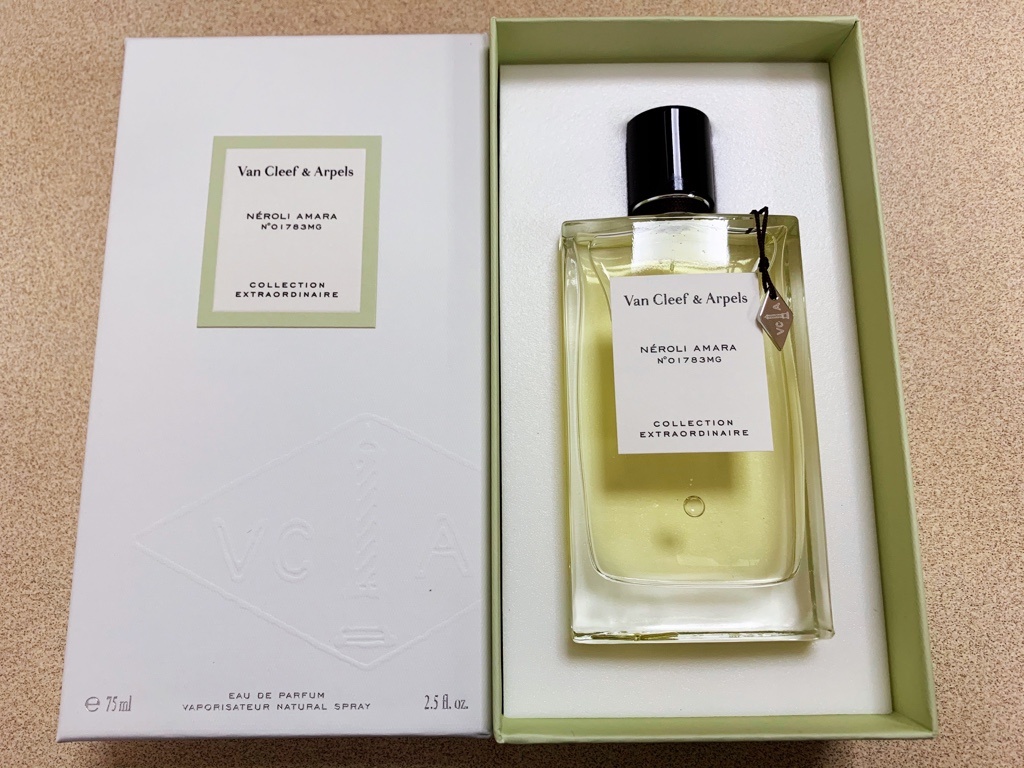 Van Cleef & Arpels
NÉROLI AMARA
N°01783MG
COLLECTION
EXTRAORDINAIRE
VC A
℮ 75 ml
EAU DE PARFUM
VAPORISATEUR NATURAL SPRAY
2.5 fl. oz.
Van Cleef & Arpels
NÉROLI AMARA
N°01783MG
COLLECTION
EXTRAORDINAIRE
VC A